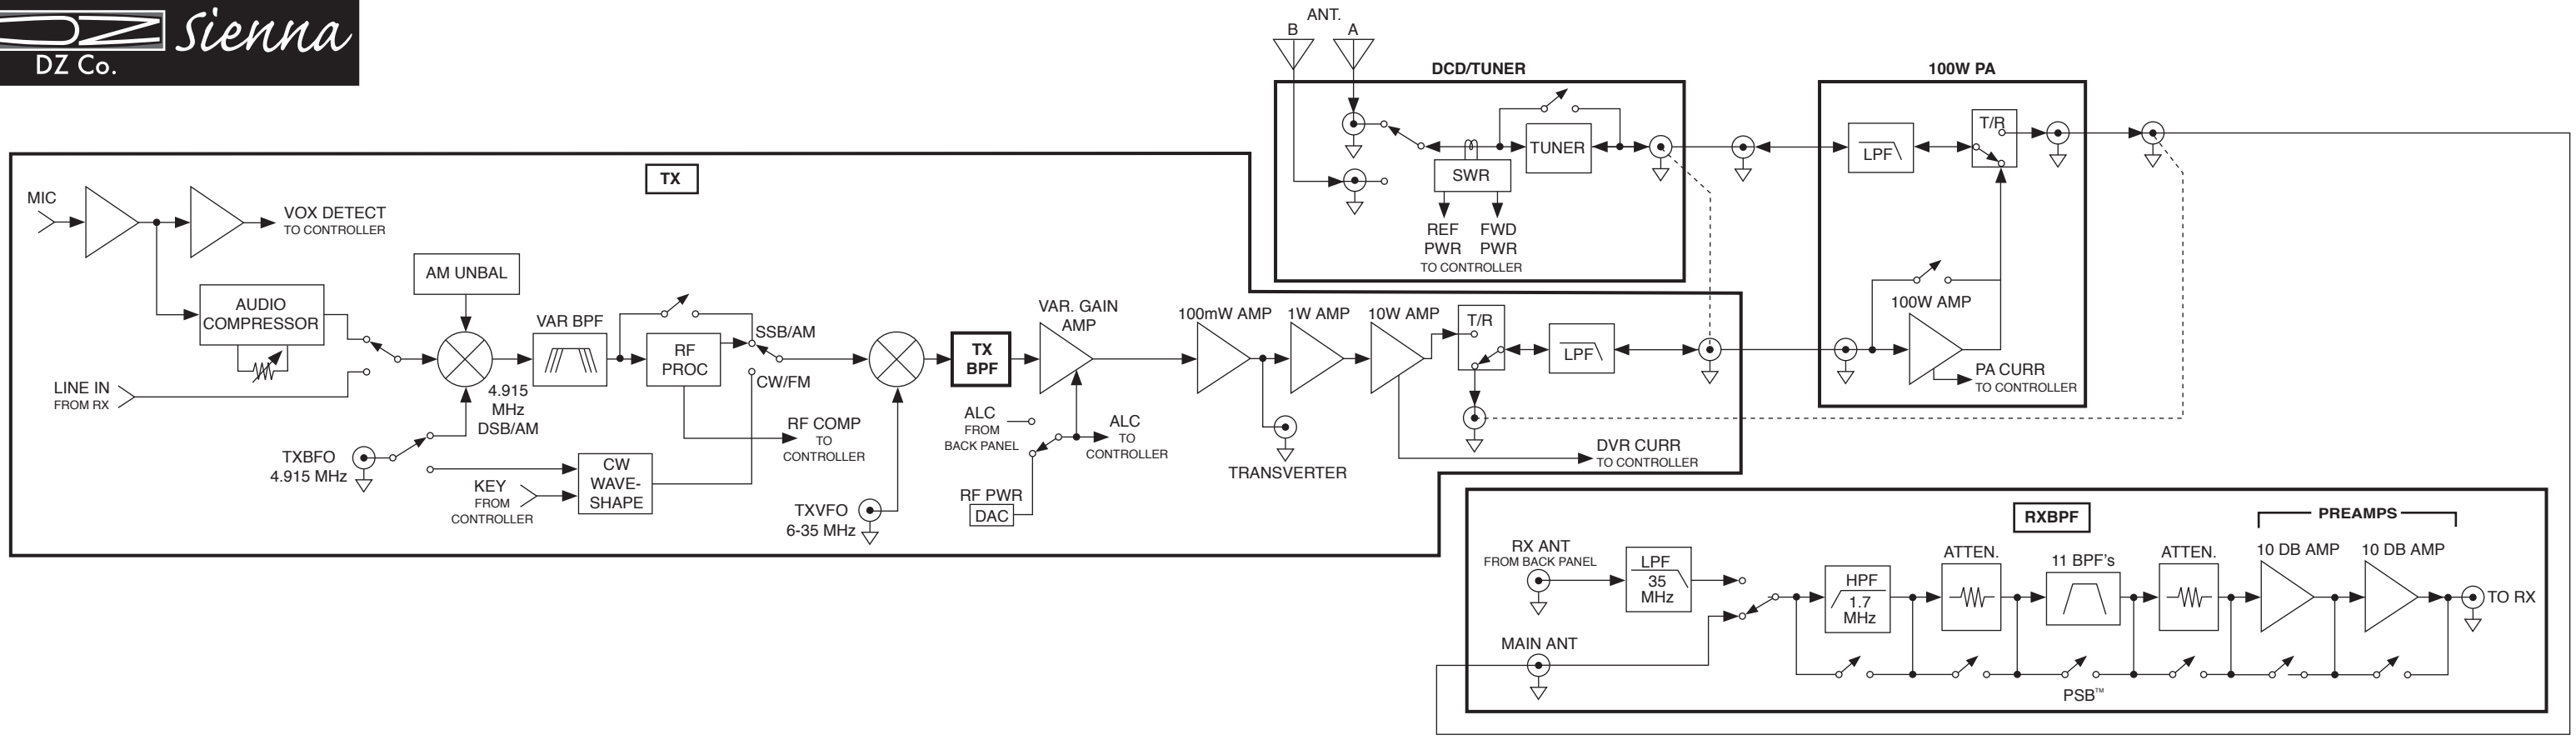 DZ Sienna
DZ Co.
ANT.
B
A
DCD/TUNER
TUNER
SWR
REF
PWR
FWD
PWR
TO CONTROLLER
100W PA
LPF
T/R
100W AMP
PA CURR
TO CONTROLLER
TX
MIC
VOX DETECT
TO CONTROLLER
AUDIO
COMPRESSOR
LINE IN
FROM RX
AM UNBAL
4.915
MHz
DSB/AM
TXBFO
4.915 MHz
VAR BPF
RF
PROC
SSB/AM
CW/FM
KEY
FROM
CONTROLLER
CW
WAVE-
SHAPE
RF COMP
TO
CONTROLLER
TXVFO
6-35 MHz
TX
BPF
VAR. GAIN
AMP
ALC
FROM
BACK PANEL
ALC
TO
CONTROLLER
RF PWR
DAC
100mW AMP
1W AMP
10W AMP
TRANSVERTER
T/R
LPF
DVR CURR
TO CONTROLLER
RXBPF
RX ANT
FROM BACK PANEL
LPF
35
MHz
MAIN ANT
HPF
1.7
MHz
ATTEN.
11 BPF's
ATTEN.
PREAMPS
10 DB AMP
10 DB AMP
TO RX
PSB™